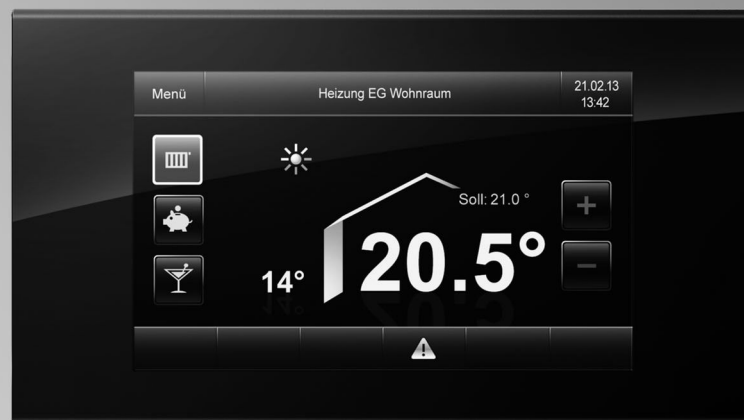 Menü
Heizung EG Wohnraum
21.02.13
13:42
Soll: 21.0 °
14°
20.5°
+
−